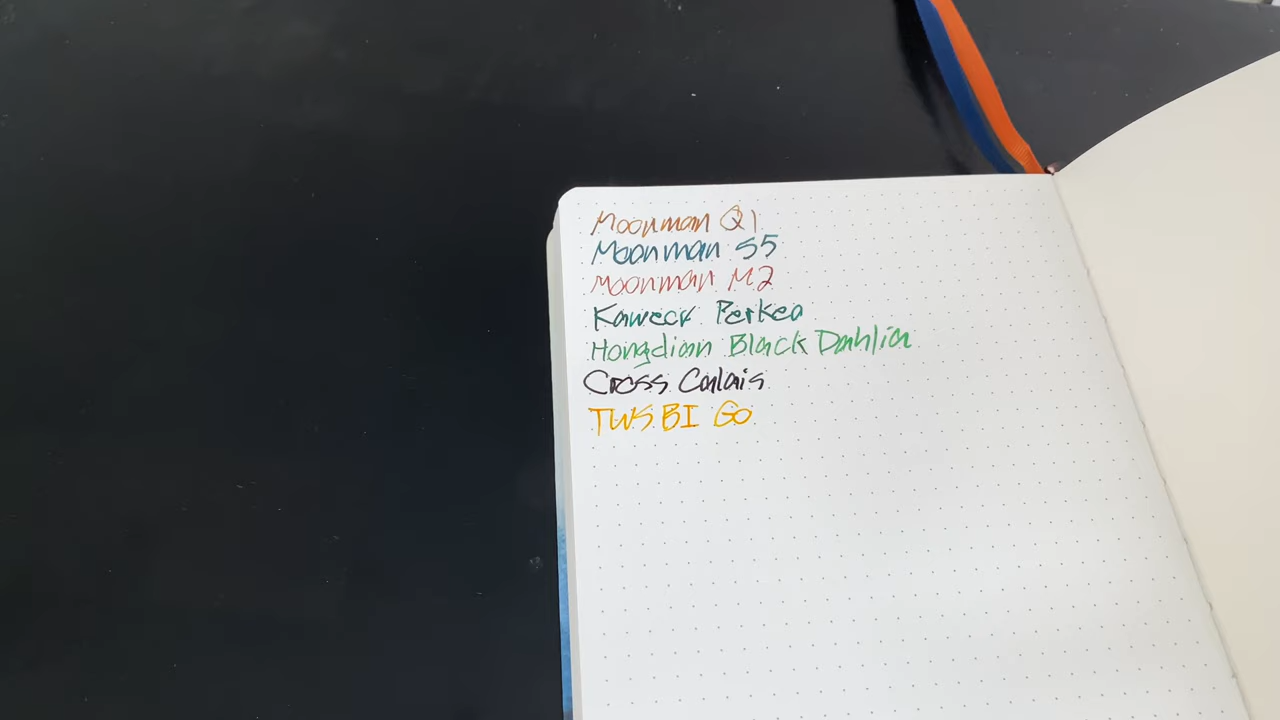 Moonman Q1
Moonman S5
Moonman M2
Kaweco Perkeo
Hongdian Black Dahlia
Cross Calais
TWSBI Go